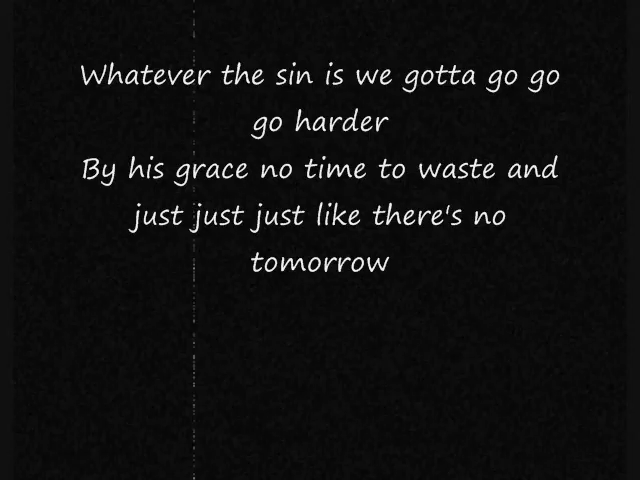 Whatever the sin is we gotta go go
go harder
By his grace no time to waste and
just just just like there's no
tomorrow